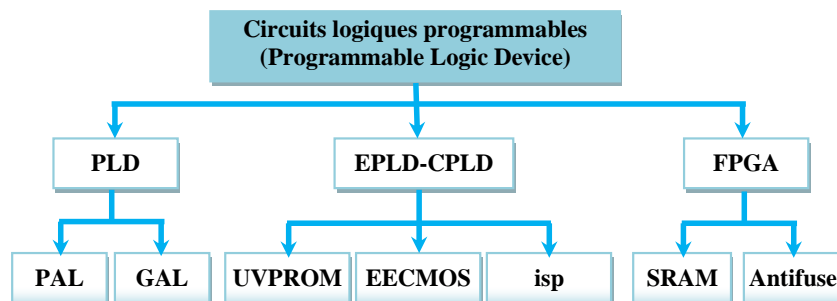 Circuits logiques programmables
(Programmable Logic Device)
PLD
EPLD-CPLD
FPGA
PAL
GAL
UVPROM
EECMOS
isp
SRAM
Antifuse